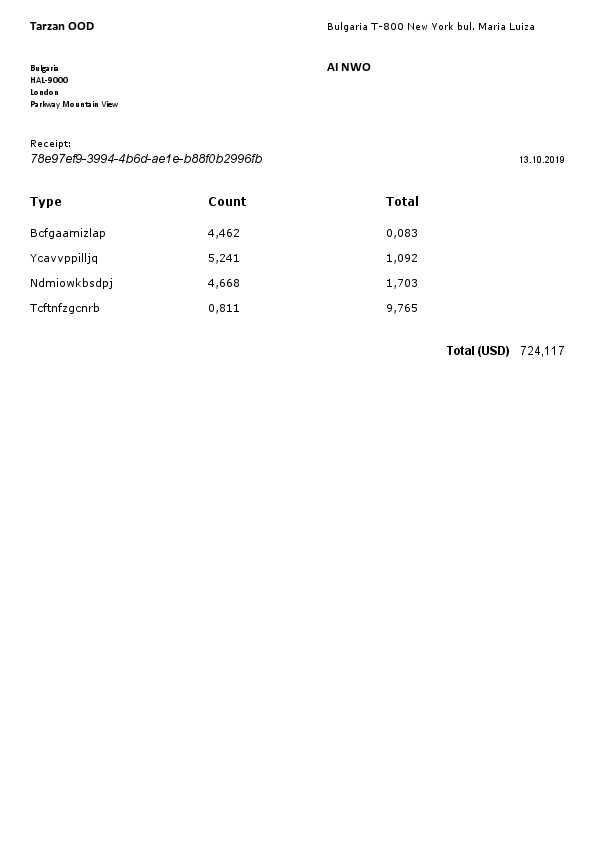 Tarzan OOD
Bulgaria T-800 New York bul. Maria Luiza
Bulgaria
HAL-9000
London
Parkway Mountain View
AI NWO
Receipt:
78e97ef9-3994-4b6d-ae1e-b88f0b2996fb
13.10.2019
Type Count Total
Bcfgaamizlap 4,462 0,083
Ycavvppilljq 5,241 1,092
Ndmiowkbsdpj 4,668 1,703
Tcftnfzgcnrb 0,811 9,765
Total (USD) 724,117